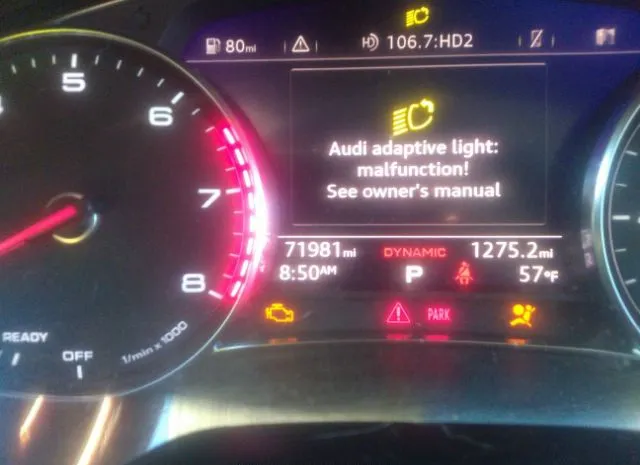 80mi
106.7:HD2
5
6
7
8
Audi adaptive light:
malfunction!
See owner's manual
71981mi DYNAMIC 1275.2mi
8:50AM P 57°F
PARK
READY
OFF
1/min x 1000